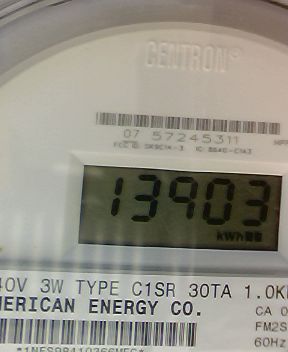 CENTRON®
07 57245311
13903
kWh
40V 3W TYPE C1SR 30TA 1.0K
MERICAN ENERGY CO.
CA 0
FM2S
60Hz